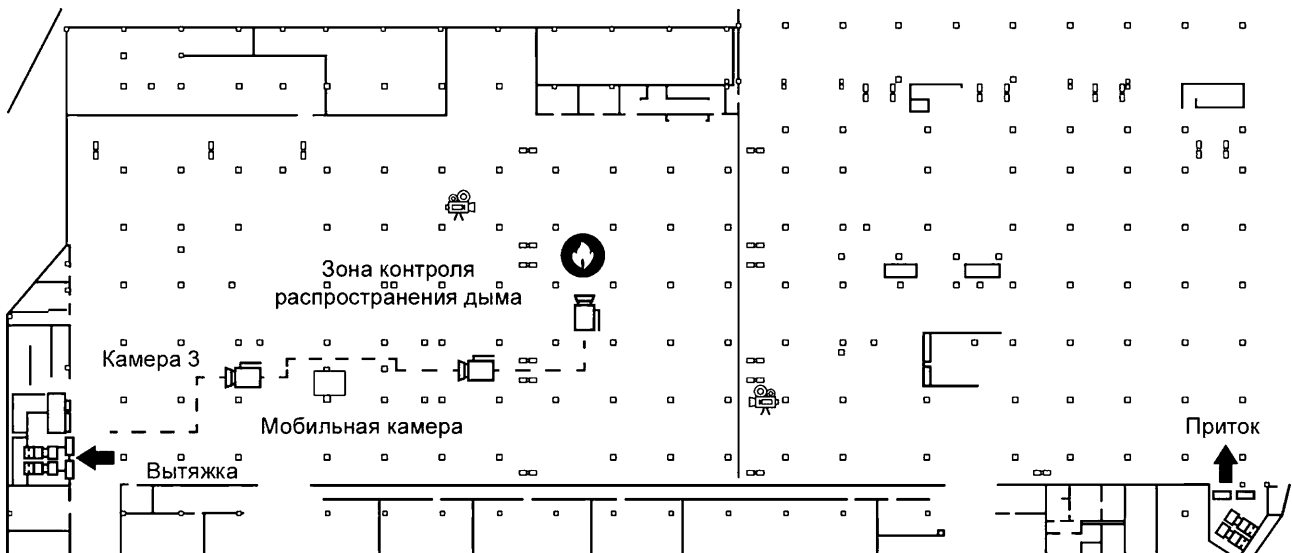 Зона контроля
распространения дыма
Камера 3
Мобильная камера
Приток
Вытяжка